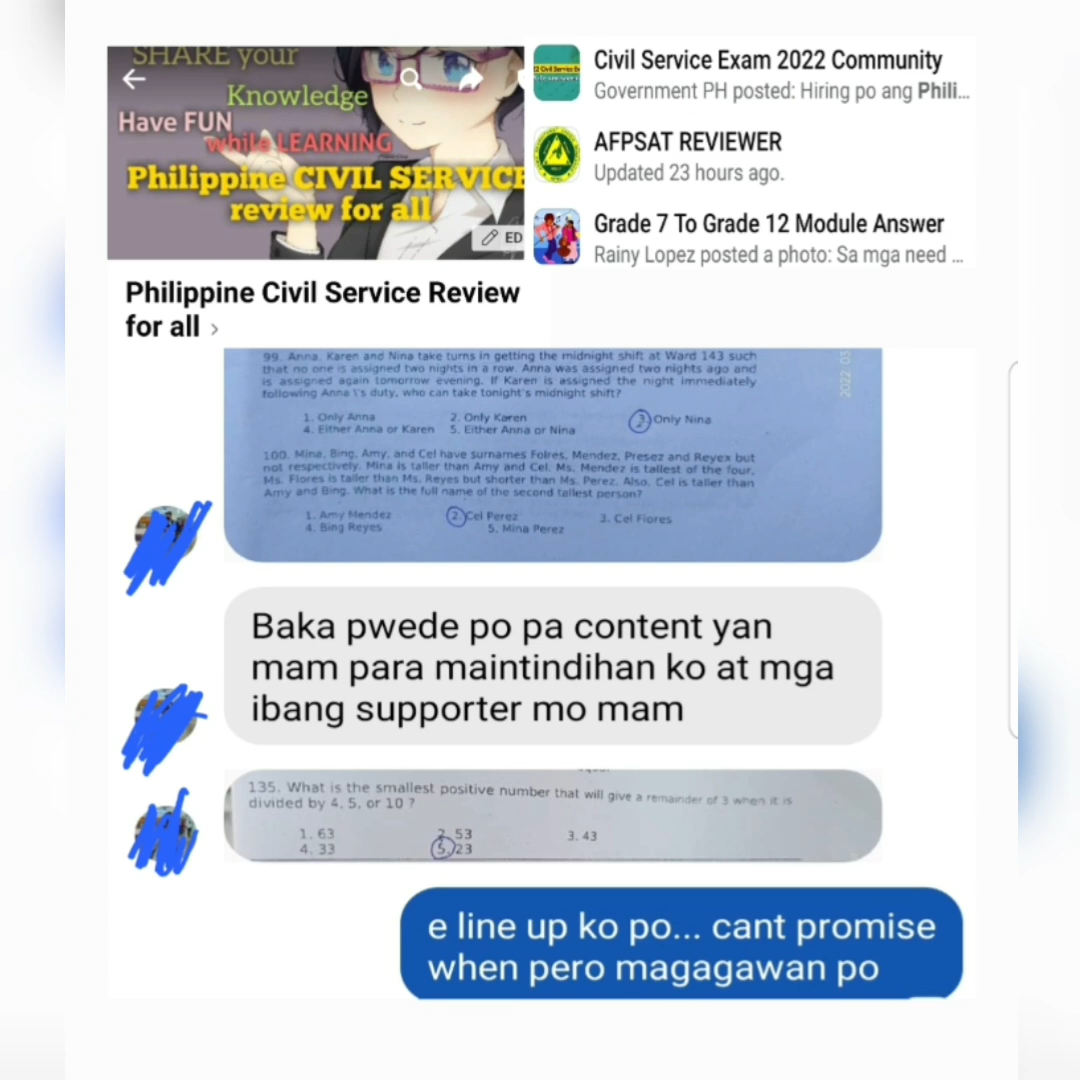 SHARE your
Knowledge
Have FUN
while LEARNING
Philippine CIVIL SERVICE
review for all
ED
Philippine Civil Service Review
for all
Civil Service Exam 2022 Community
Government PH posted: Hiring po ang Phili...
AFPSAT REVIEWER
Updated 23 hours ago.
Grade 7 To Grade 12 Module Answer
Rainy Lopez posted a photo: Sa mga need ...
99. Anna, Karen and Nina take turns in getting the midnight shift at Ward 143 such
that no one is assigned two nights in a row. Anna was assigned two nights ago and
is assigned again tomorrow evening. If Karen is assigned the night immediately
following Anna \'s duty, who can take tonight's midnight shift?
1. Only Anna 2. Only Karen 3. Only Nina
4. Either Anna or Karen 5. Either Anna or Nina
100. Mina, Bing, Amy, and Cel have surnames Folres, Mendez, Presez and Reyex but
not respectively. Mina is taller than Amy and Cel. Ms. Mendez is tallest of the four.
Ms. Flores is taller than Ms. Reyes but shorter than Ms. Perez. Also, Cel is taller than
Amy and Bing. What is the full name of the second tallest person?
1. Amy Mendez 2. Cel Perez 3. Cel Flores
4. Bing Reyes 5. Mina Perez
Baka pwede po pa content yan
mam para maintindihan ko at mga
ibang supporter mo mam
135. What is the smallest positive number that will give a remainder of 3 when it is
divided by 4, 5, or 10 ?
1. 63 2. 53 3. 43
4. 33 5. 23
e line up ko po... cant promise
when pero magagawan po